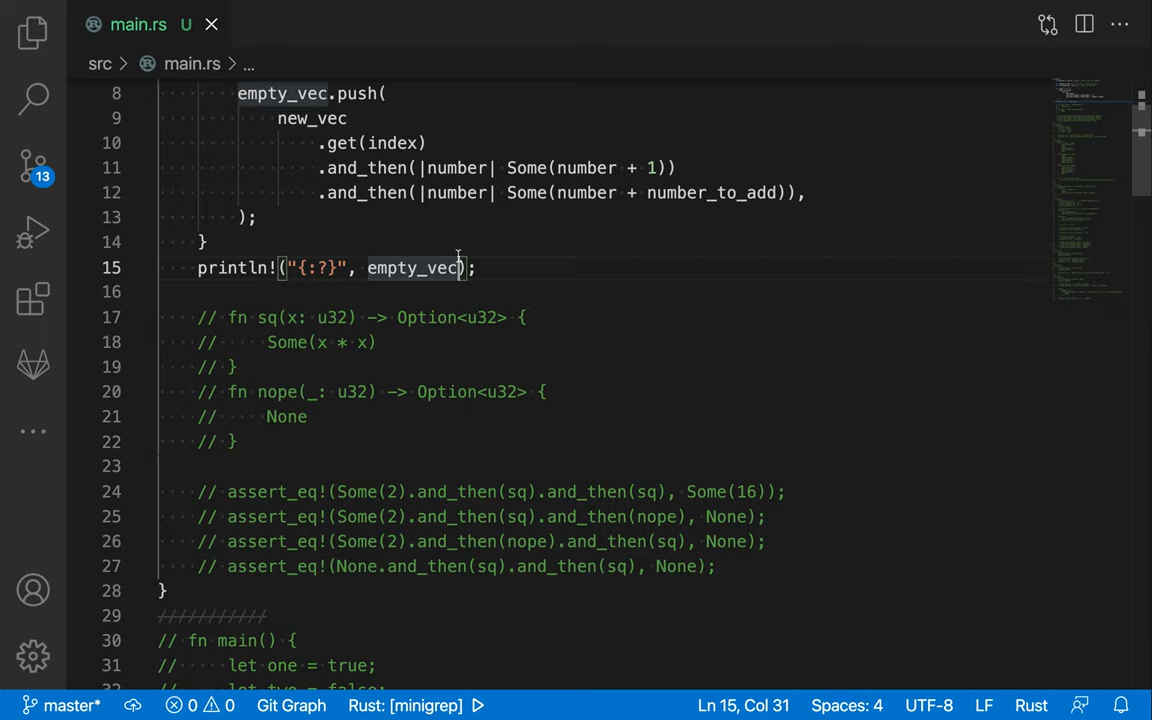 main.rs U
src > main.rs > ...
8 empty_vec.push(
9 new_vec
10 .get(index)
11 .and_then(|number| Some(number + 1))
12 .and_then(|number| Some(number + number_to_add)),
13 );
14 }
15 println!("{:?}", empty_vec);
16
17 // fn sq(x: u32) -> Option<u32> {
18 // Some(x * x)
19 // }
20 // fn nope(_: u32) -> Option<u32> {
21 // None
22 // }
23
24 // assert_eq!(Some(2).and_then(sq).and_then(sq), Some(16));
25 // assert_eq!(Some(2).and_then(sq).and_then(nope), None);
26 // assert_eq!(Some(2).and_then(nope).and_then(sq), None);
27 // assert_eq!(None.and_then(sq).and_then(sq), None);
28 }
29 ///////////
30 // fn main() {
31 // let one = true;
32 // let two = false;
13
master* 0 0 Git Graph Rust: [minigrep] Ln 15, Col 31 Spaces: 4 UTF-8 LF Rust